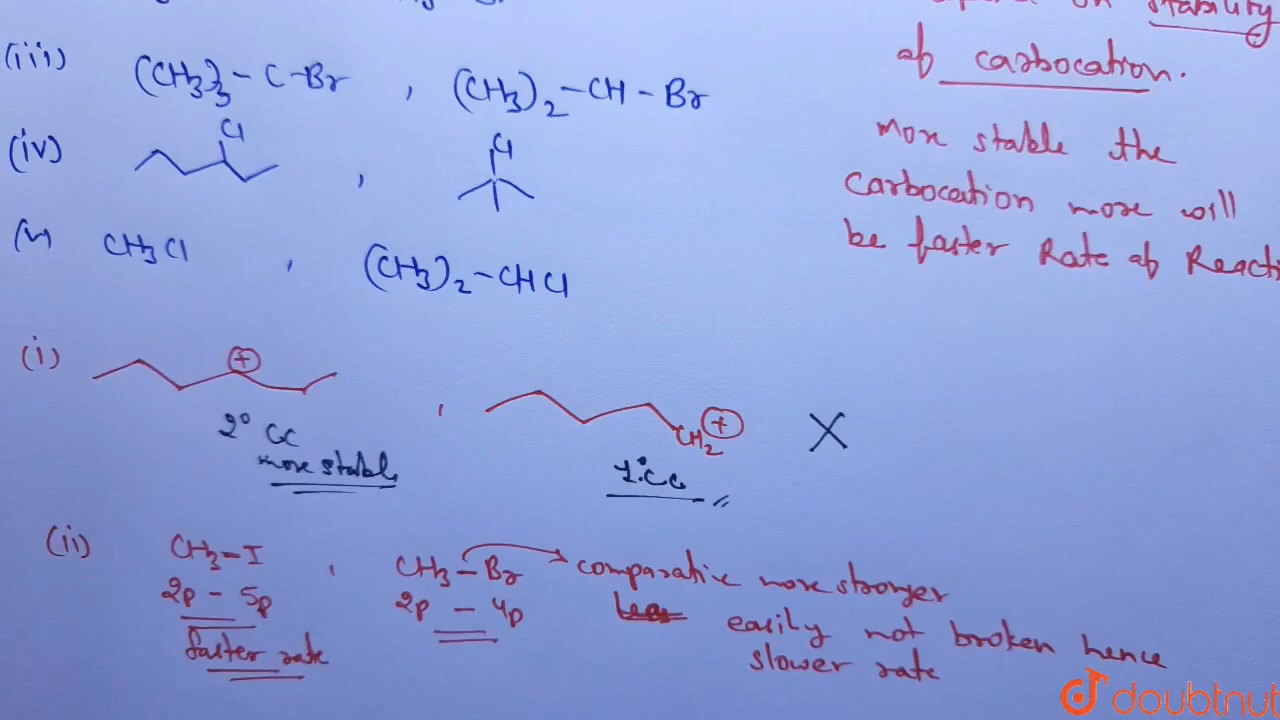 stability
of carbocation.
(iii) (CH3)3-C-Br , (CH3)2-CH-Br
more stable the
(iv) Cl , Cl
carbocation more will
be faster Rate of Reacti
(v) CH3Cl , (CH3)2-CHCl
(i) + , CH2 + X
2° CC
more stable
1° CC
(ii) CH3-I , CH3-Br comparative more stronger
2p - 5p 2p - 4p easily not broken hence
faster rate slower rate
doubtnut